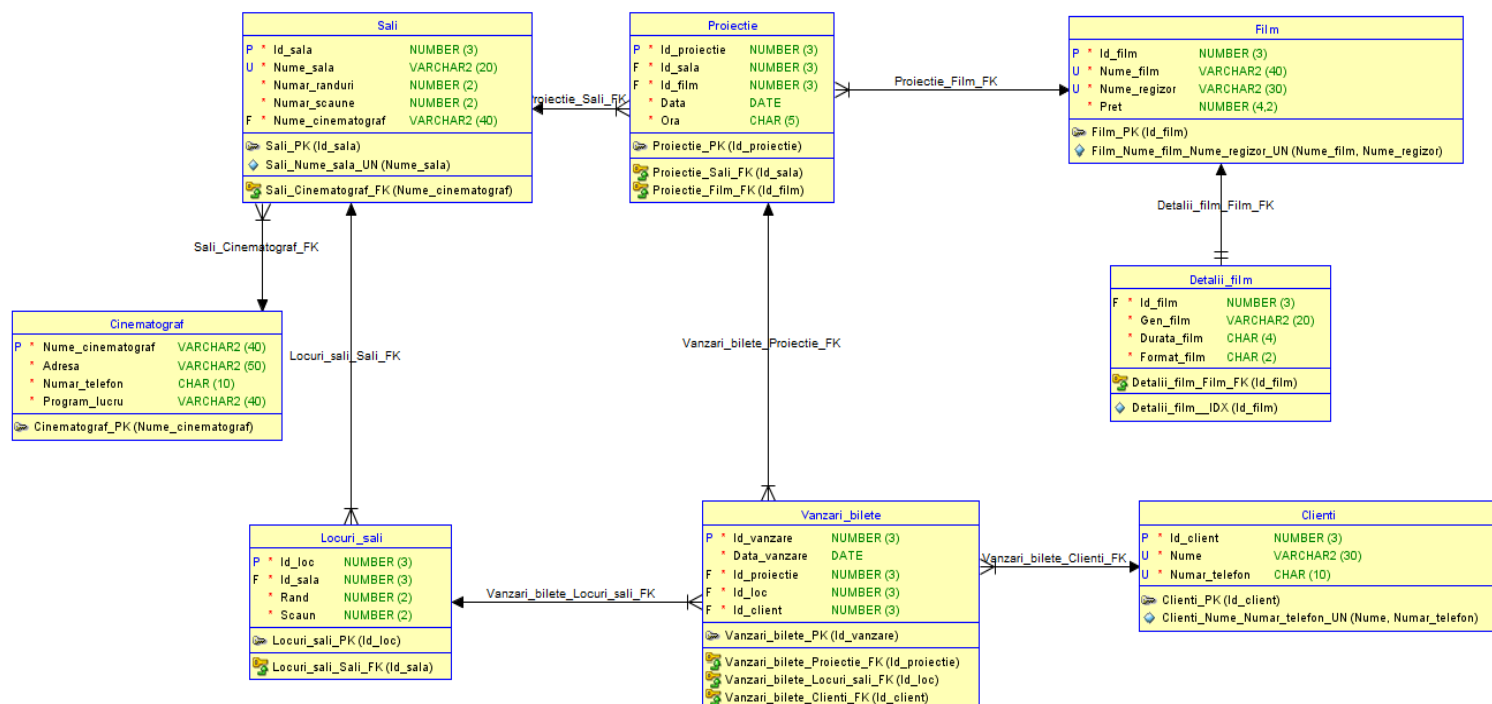 Sali
P * Id_sala NUMBER (3)
U * Nume_sala VARCHAR2 (20)
* Numar_randuri NUMBER (2)
* Numar_scaune NUMBER (2)
F * Nume_cinematograf VARCHAR2 (40)
Sali_PK (Id_sala)
Sali_Nume_sala_UN (Nume_sala)
Sali_Cinematograf_FK (Nume_cinematograf)
Proiectie_Sali_FK
Proiectie
P * Id_proiectie NUMBER (3)
F * Id_sala NUMBER (3)
F * Id_film NUMBER (3)
* Data DATE
* Ora CHAR (5)
Proiectie_PK (Id_proiectie)
Proiectie_Sali_FK (Id_sala)
Proiectie_Film_FK (Id_film)
Proiectie_Film_FK
Film
P * Id_film NUMBER (3)
U * Nume_film VARCHAR2 (40)
U * Nume_regizor VARCHAR2 (30)
* Pret NUMBER (4,2)
Film_PK (Id_film)
Film_Nume_film_Nume_regizor_UN (Nume_film, Nume_regizor)
Detalii_film_Film_FK
Sali_Cinematograf_FK
Detalii_film
F * Id_film NUMBER (3)
* Gen_film VARCHAR2 (20)
* Durata_film CHAR (4)
* Format_film CHAR (2)
Detalii_film_Film_FK (Id_film)
Detalii_film__IDX (Id_film)
Cinematograf
P * Nume_cinematograf VARCHAR2 (40)
* Adresa VARCHAR2 (50)
* Numar_telefon CHAR (10)
* Program_lucru VARCHAR2 (40)
Cinematograf_PK (Nume_cinematograf)
Locuri_sali_Sali_FK
Vanzari_bilete_Proiectie_FK
Locuri_sali
P * Id_loc NUMBER (3)
F * Id_sala NUMBER (3)
* Rand NUMBER (2)
* Scaun NUMBER (2)
Locuri_sali_PK (Id_loc)
Locuri_sali_Sali_FK (Id_sala)
Vanzari_bilete_Locuri_sali_FK
Vanzari_bilete
P * Id_vanzare NUMBER (3)
* Data_vanzare DATE
F * Id_proiectie NUMBER (3)
F * Id_loc NUMBER (3)
F * Id_client NUMBER (3)
Vanzari_bilete_PK (Id_vanzare)
Vanzari_bilete_Proiectie_FK (Id_proiectie)
Vanzari_bilete_Locuri_sali_FK (Id_loc)
Vanzari_bilete_Clienti_FK (Id_client)
Vanzari_bilete_Clienti_FK
Clienti
P * Id_client NUMBER (3)
U * Nume VARCHAR2 (30)
U * Numar_telefon CHAR (10)
Clienti_PK (Id_client)
Clienti_Nume_Numar_telefon_UN (Nume, Numar_telefon)